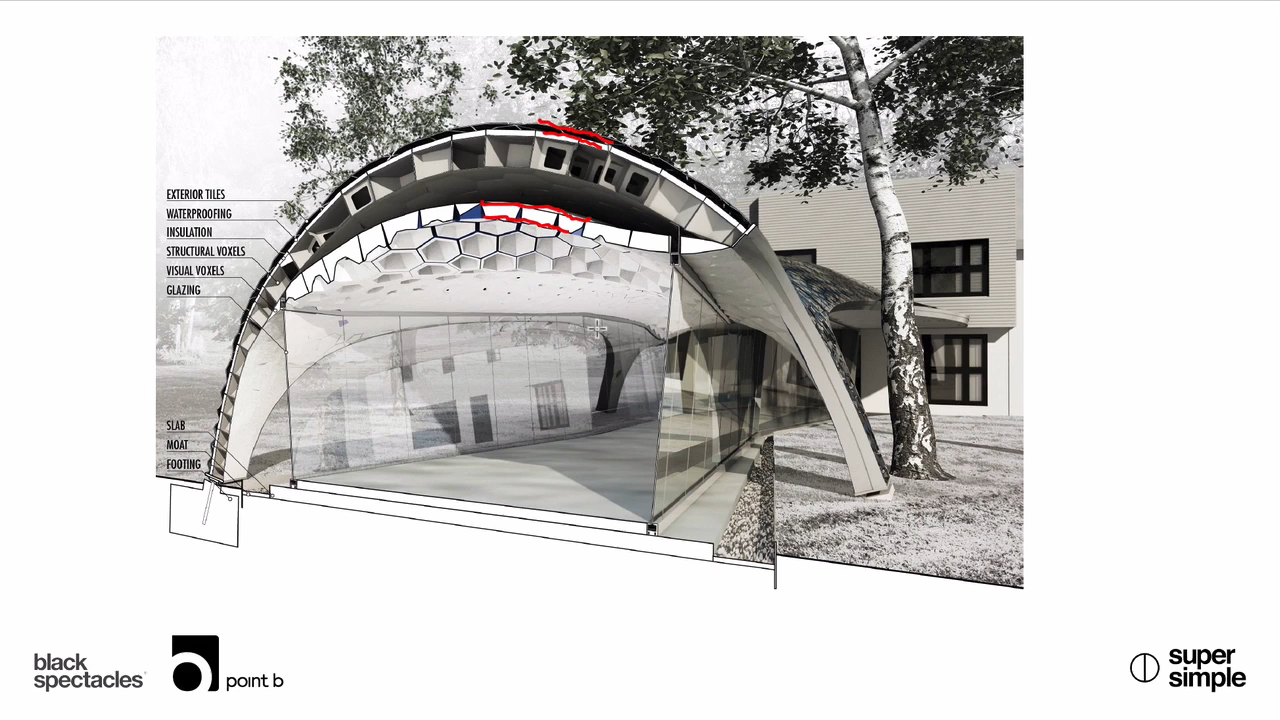 EXTERIOR TILES
WATERPROOFING
INSULATION
STRUCTURAL VOXELS
VISUAL VOXELS
GLAZING
SLAB
MOAT
FOOTING
black
spectacles
point b
super
simple